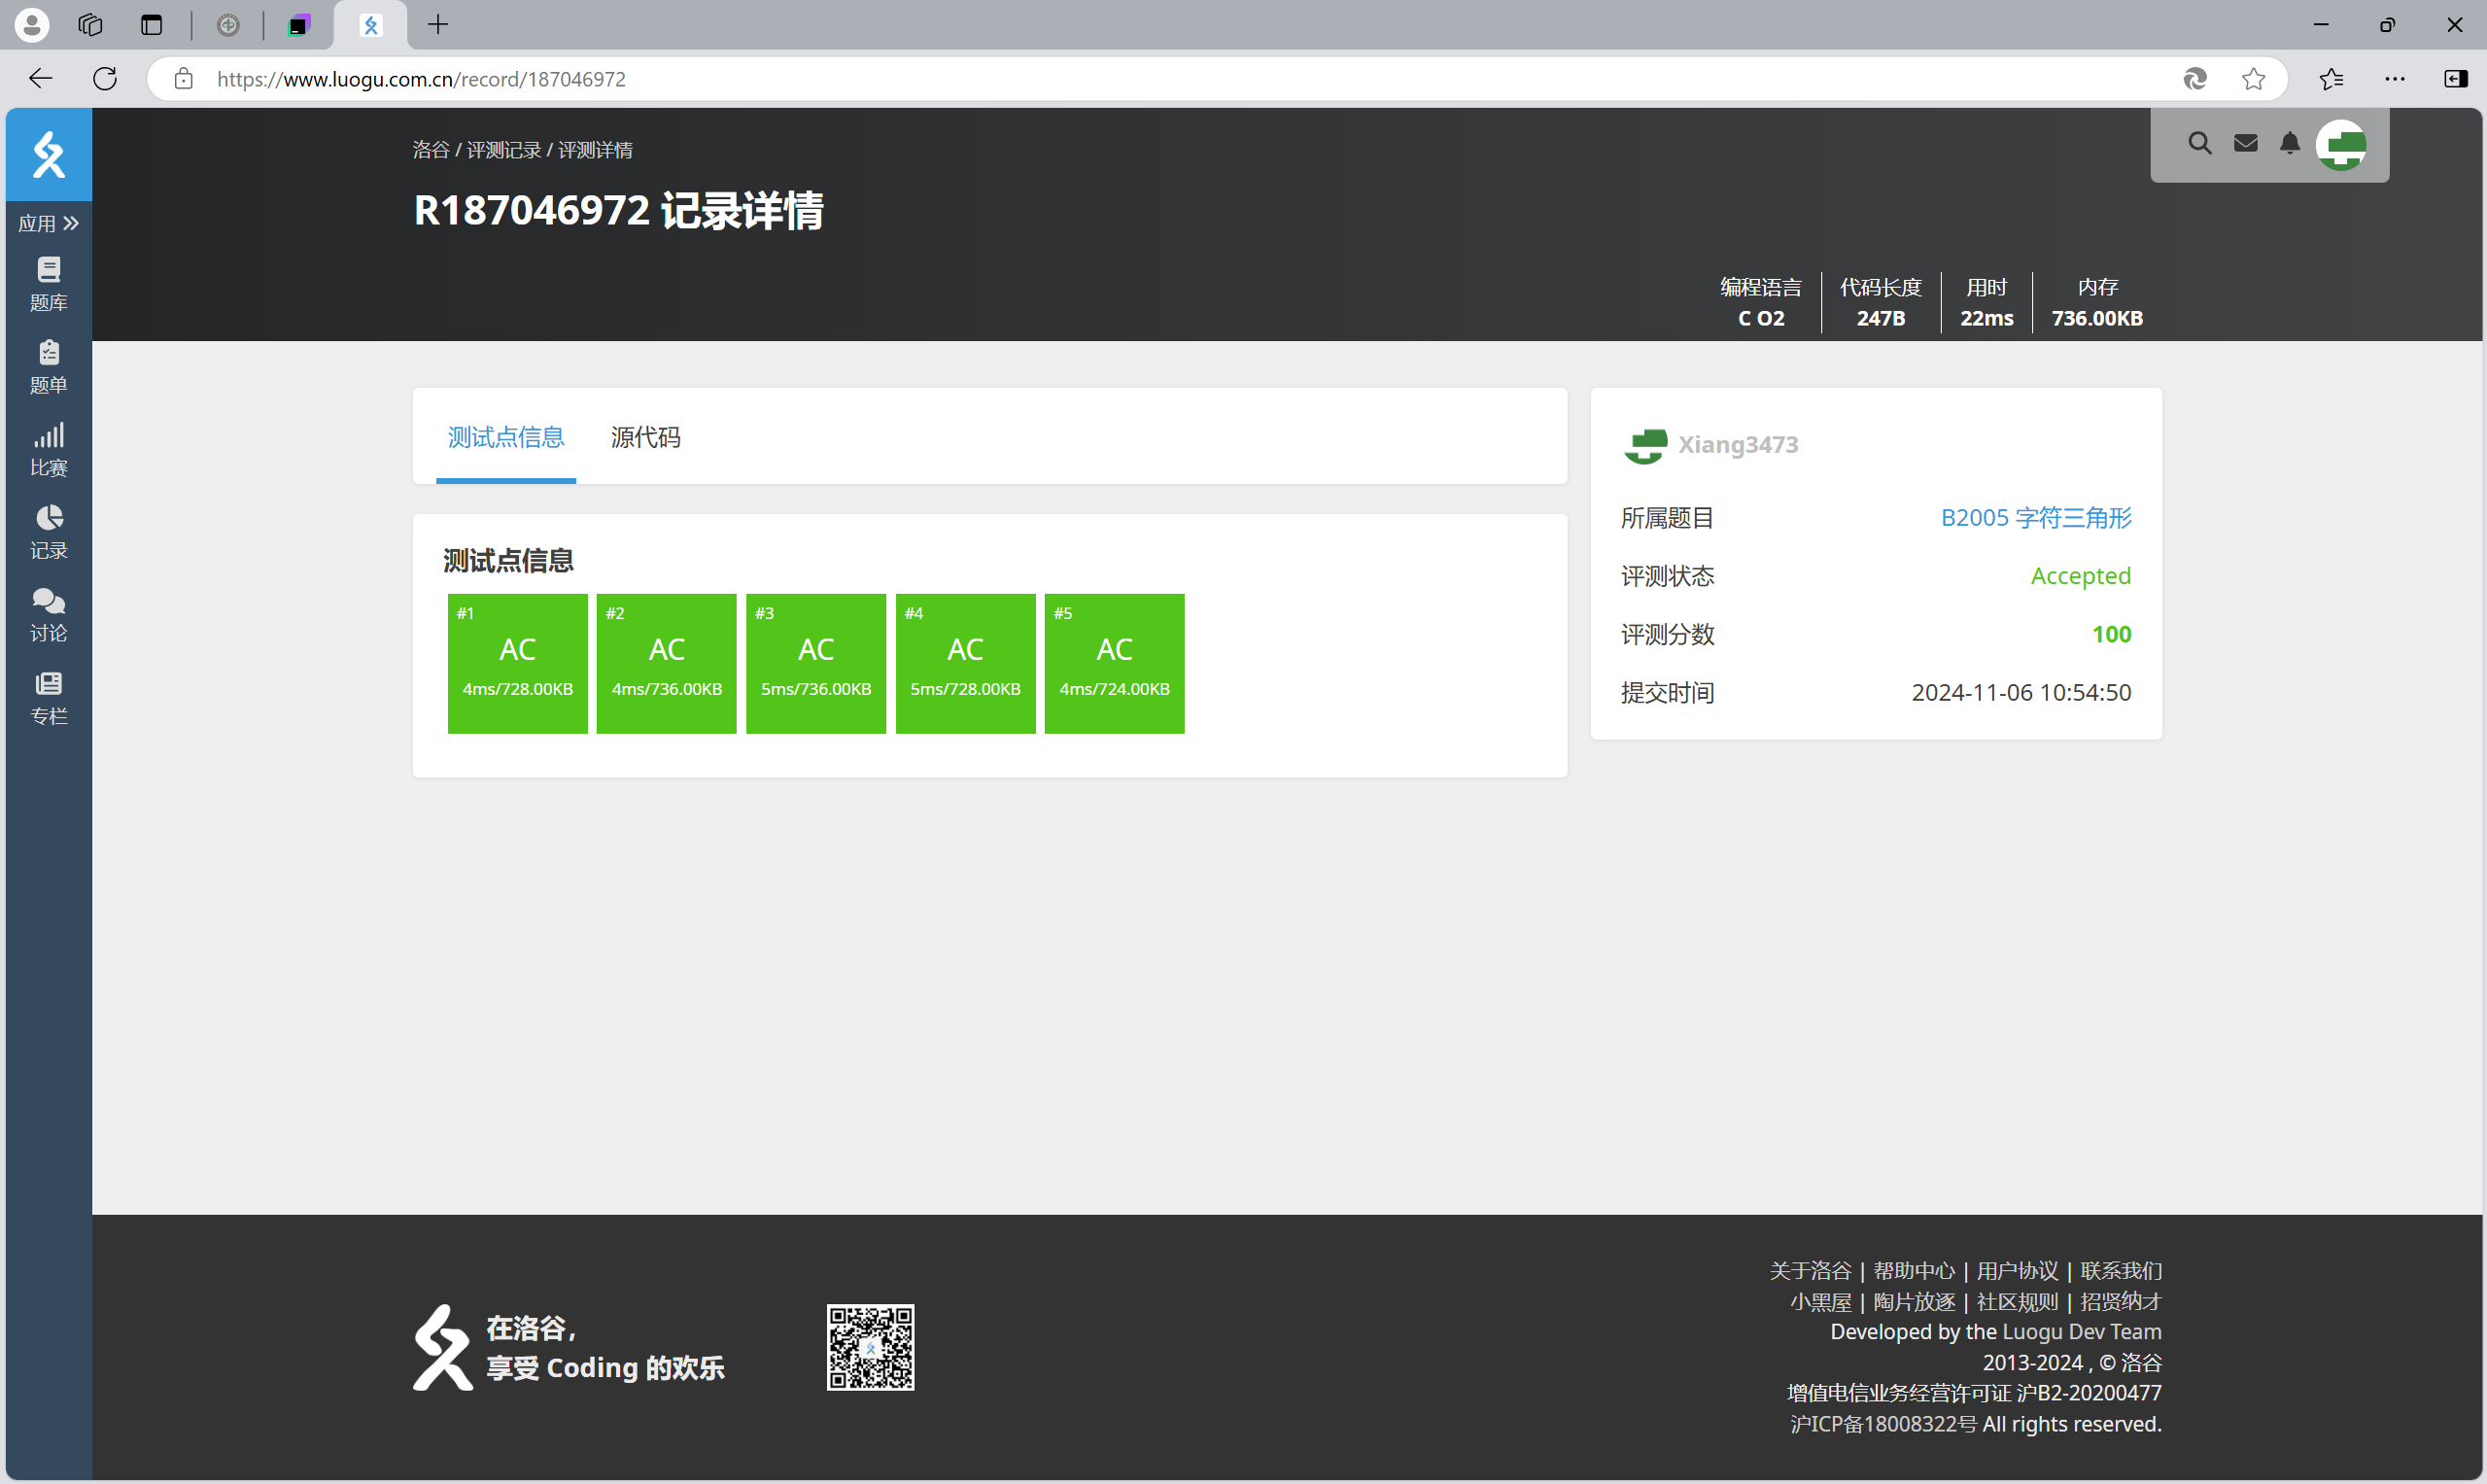 https://www.luogu.com.cn/record/187046972
应用
题库
题单
比赛
记录
讨论
专栏
洛谷 / 评测记录 / 评测详情
R187046972 记录详情
编程语言 代码长度 用时 内存
C O2 247B 22ms 736.00KB
测试点信息 源代码
测试点信息
#1 #2 #3 #4 #5
AC AC AC AC AC
4ms/728.00KB 4ms/736.00KB 5ms/736.00KB 5ms/728.00KB 4ms/724.00KB
Xiang3473
所属题目 B2005 字符三角形
评测状态 Accepted
评测分数 100
提交时间 2024-11-06 10:54:50
在洛谷，
享受 Coding 的欢乐
关于洛谷 | 帮助中心 | 用户协议 | 联系我们
小黑屋 | 陶片放逐 | 社区规则 | 招贤纳才
Developed by the Luogu Dev Team
2013-2024 , © 洛谷
增值电信业务经营许可证 沪B2-20200477
沪ICP备18008322号 All rights reserved.